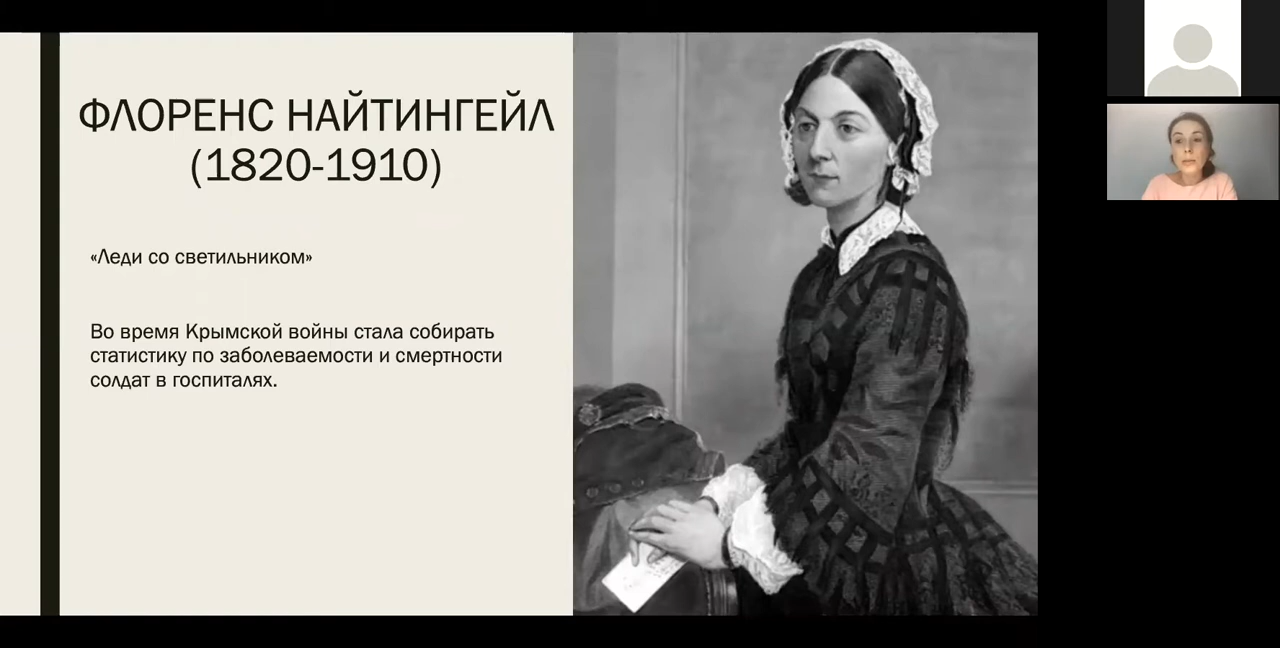 ФЛОРЕНС НАЙТИНГЕЙЛ
(1820-1910)
«Леди со светильником»
Во время Крымской войны стала собирать
статистику по заболеваемости и смертности
солдат в госпиталях.